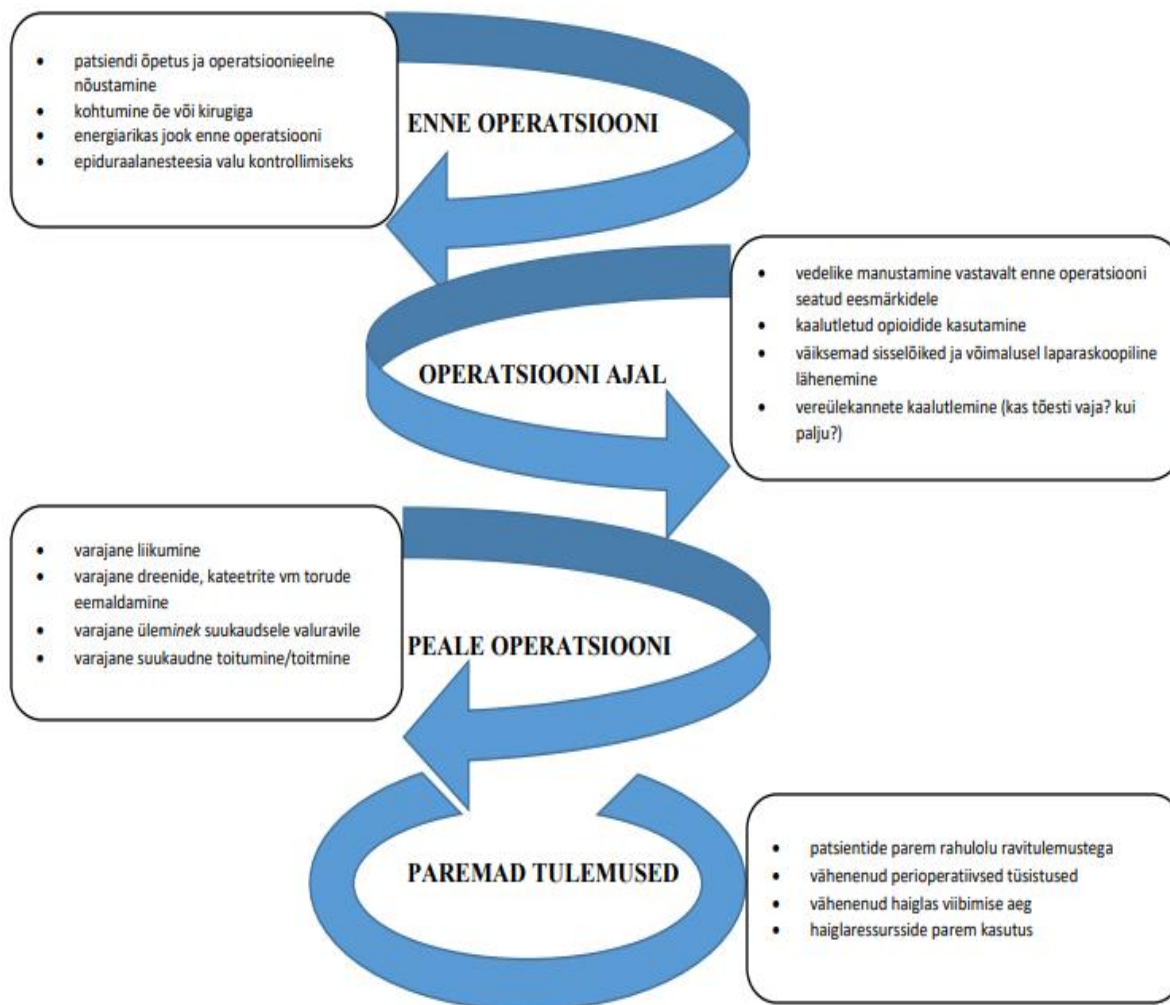 • patsiendi õpetus ja operatsioonieelne
nõustamine
• kohtumine õe või kirugiga
• energiarikas jook enne operatsiooni
• epiduraalanesteesia valu kontrollimiseks
ENNE OPERATSIOONI
• vedelike manustamine vastavalt enne operatsiooni
seatud eesmärkidele
• kaalutletud opioidide kasutamine
• väiksemad sisselõiked ja võimalusel laparaskoopiline
lähenemine
• vereülekannete kaalutlemine (kas tõesti vaja? kui
palju?)
OPERATSIOONI AJAL
• varajane liikumine
• varajane dreenide, kateetrite vm torude
eemaldamine
• varajane üleminek suukaudsele valuravile
• varajane suukaudne toitumine/toitmine
PEALE OPERATSIOONI
PAREMAD TULEMUSED
• patsientide parem rahulolu ravitulemustega
• vähenenud perioperatiivsed tüsistused
• vähenenud haiglas viibimise aeg
• haiglaressursside parem kasutus